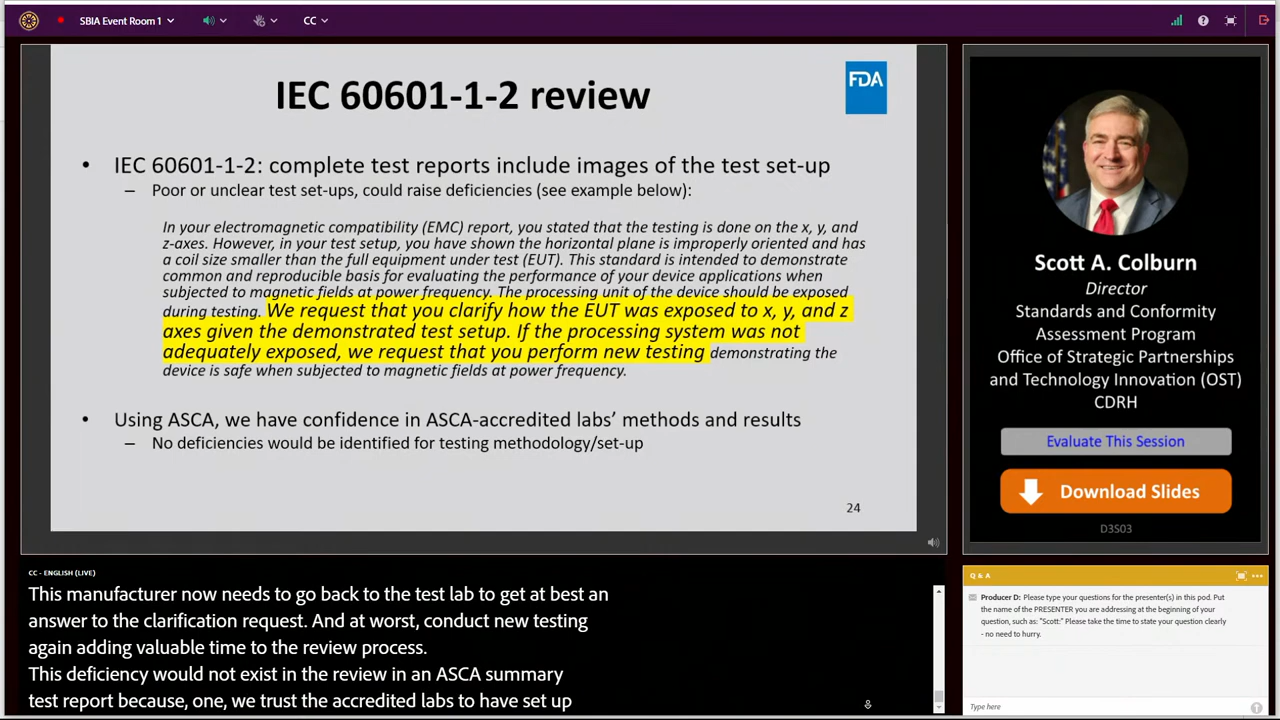 SBIA Event Room 1
CC
IEC 60601-1-2 review
FDA
• IEC 60601-1-2: complete test reports include images of the test set-up
– Poor or unclear test set-ups, could raise deficiencies (see example below):
In your electromagnetic compatibility (EMC) report, you stated that the testing is done on the x, y, and
z-axes. However, in your test setup, you have shown the horizontal plane is improperly oriented and has
a coil size smaller than the full equipment under test (EUT). This standard is intended to demonstrate
common and reproducible basis for evaluating the performance of your device applications when
subjected to magnetic fields at power frequency. The processing unit of the device should be exposed
during testing. We request that you clarify how the EUT was exposed to x, y, and z
axes given the demonstrated test setup. If the processing system was not
adequately exposed, we request that you perform new testing demonstrating the
device is safe when subjected to magnetic fields at power frequency.
• Using ASCA, we have confidence in ASCA-accredited labs' methods and results
– No deficiencies would be identified for testing methodology/set-up
24
Scott A. Colburn
Director
Standards and Conformity
Assessment Program
Office of Strategic Partnerships
and Technology Innovation (OST)
CDRH
Evaluate This Session
Download Slides
D3S03
CC - ENGLISH (LIVE)
This manufacturer now needs to go back to the test lab to get at best an
answer to the clarification request. And at worst, conduct new testing
again adding valuable time to the review process.
This deficiency would not exist in the review in an ASCA summary
test report because, one, we trust the accredited labs to have set up
Q & A
Producer D: Please type your questions for the presenter(s) in this pod. Put
the name of the PRESENTER you are addressing at the beginning of your
question, such as: "Scott:" Please take the time to state your question clearly
- no need to hurry.
Type here